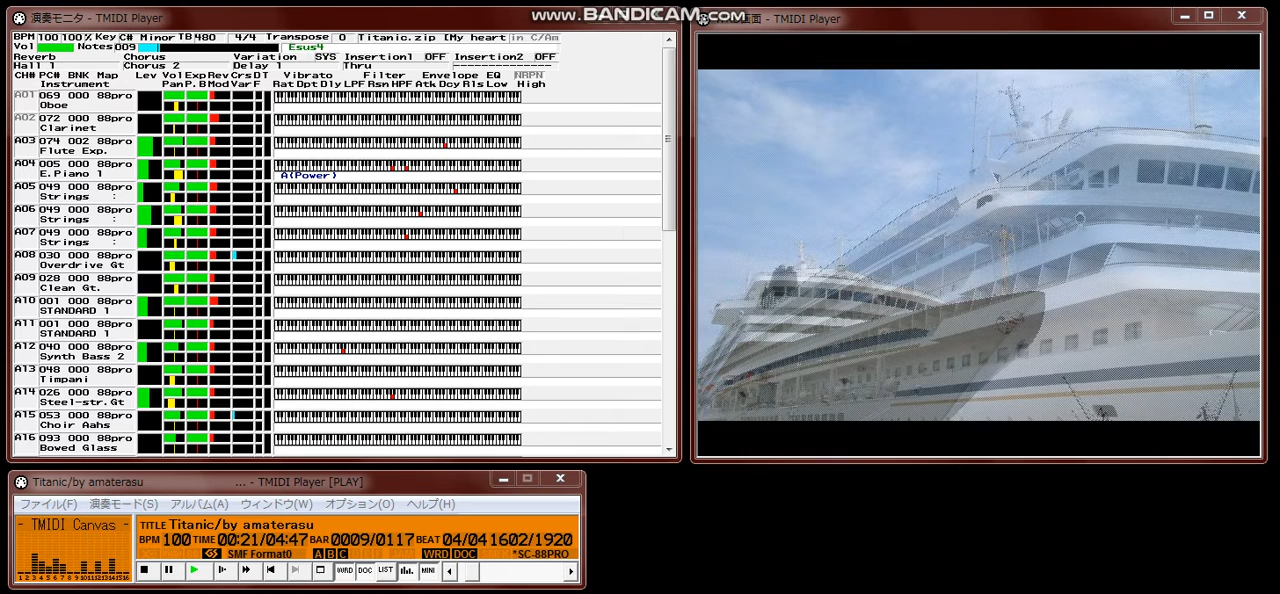 演奏モニタ - TMIDI Player
www.BANDICAM.com
画面 - TMIDI Player
BPM 100 100% Key C# Minor TB 480 4/4 Transpose 0 Titanic.zip [My heart in C/Am
Vol Notes 009 Esus4
Reverb Chorus Variation SYS Insertion1 OFF Insertion2 OFF
Hall 1 Chorus 2 Delay 1 Thru ----------------
CH# PC# BNK Map Lev Vol Exp Rev Crs D T Vibrato Filter Envelope EQ NRPN
Instrument Pan P.B Mod Var F Rat Dpt Dly LPF Rsn HPF Atk Dcy Rls Low High
A01 069 000 88pro
Oboe
A02 072 000 88pro
Clarinet
A03 074 002 88pro
Flute Exp.
A04 005 000 88pro
E.Piano 1
A(Power)
A05 049 000 88pro
Strings :
A06 049 000 88pro
Strings :
A07 049 000 88pro
Strings :
A08 030 000 88pro
Overdrive Gt
A09 028 000 88pro
Clean Gt.
A10 001 000 88pro
STANDARD 1
A11 001 000 88pro
STANDARD 1
A12 040 000 88pro
Synth Bass 2
A13 048 000 88pro
Timpani
A14 026 000 88pro
Steel-str.Gt
A15 053 000 88pro
Choir Aahs
A16 093 000 88pro
Bowed Glass
Titanic/by amaterasu ... - TMIDI Player [PLAY]
ファイル(F) 演奏モード(S) アルバム(A) ウィンドウ(W) オプション(O) ヘルプ(H)
- TMIDI Canvas -
1 2 3 4 5 6 7 8 9 10 11 12 13 14 15 16
TITLE Titanic/by amaterasu
BPM 100 TIME 00:21/04:47 BAR 0009/0117 BEAT 04/04 1602/1920
GS SMF Format0 A B C WRD DOC *SC-88PRO
WRD DOC LIST MINI